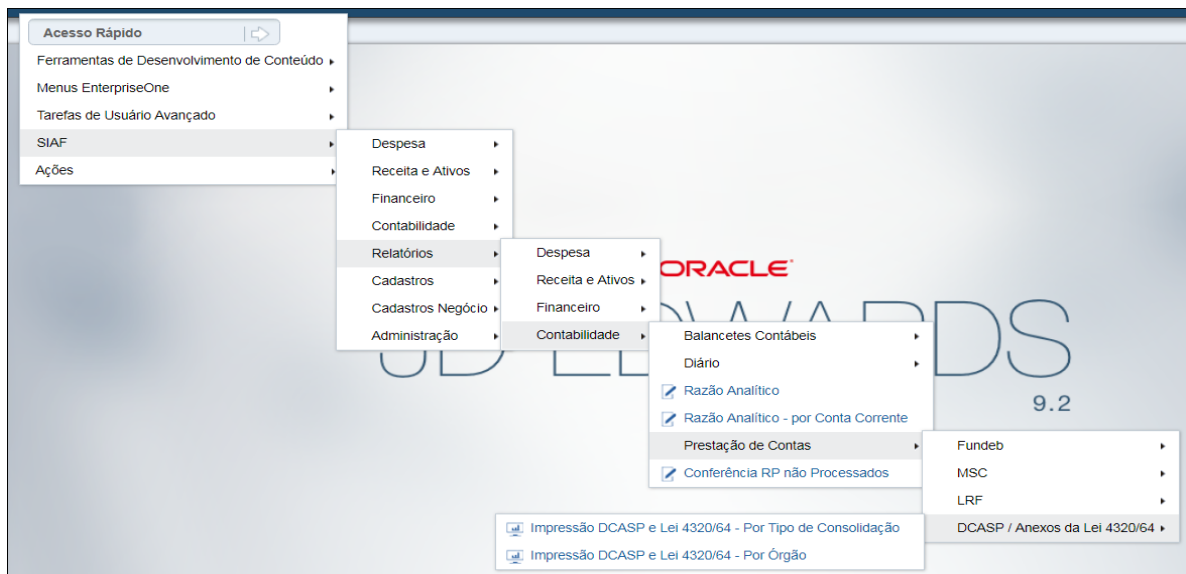 Acesso Rápido
Ferramentas de Desenvolvimento de Conteúdo
Menus EnterpriseOne
Tarefas de Usuário Avançado
SIAF
Ações
Despesa
Receita e Ativos
Financeiro
Contabilidade
Relatórios
Cadastros
Cadastros Negócio
Administração
Despesa
Receita e Ativos
Financeiro
Contabilidade
ORACLE
9.2
Balancetes Contábeis
Diário
Razão Analítico
Razão Analítico - por Conta Corrente
Prestação de Contas
Conferência RP não Processados
Fundeb
MSC
LRF
DCASP / Anexos da Lei 4320/64
Impressão DCASP e Lei 4320/64 - Por Tipo de Consolidação
Impressão DCASP e Lei 4320/64 - Por Órgão